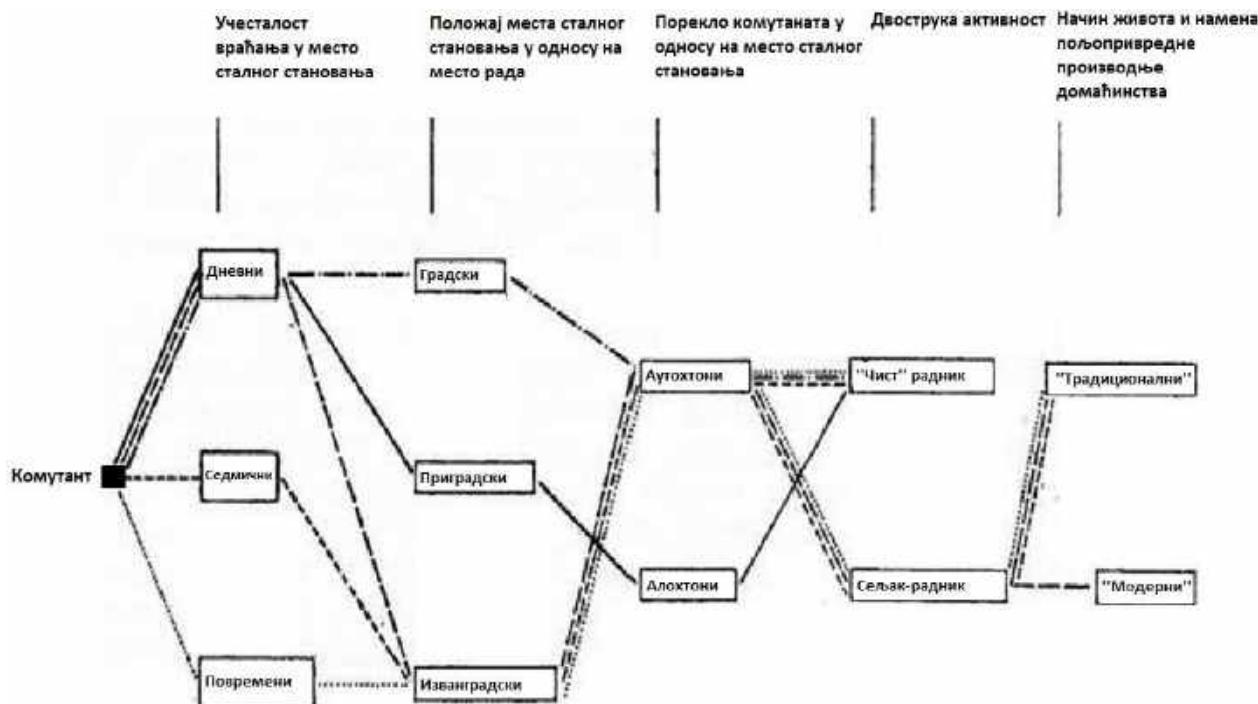 Учесталост
враћања у место
сталног становања
Положај места сталног
становања у односу на
место рада
Порекло комутаната у
односу на место сталног
становања
Двострука активност
Начин живота и намена
пољопривредне
производње
домаћинства
Дневни
Градски
Аутохтони
"Чист" радник
"Традиционални"
Комутант
Седмични
Приградски
Алохтони
Сељак-радник
"Модерни"
Повремени
Изванградски